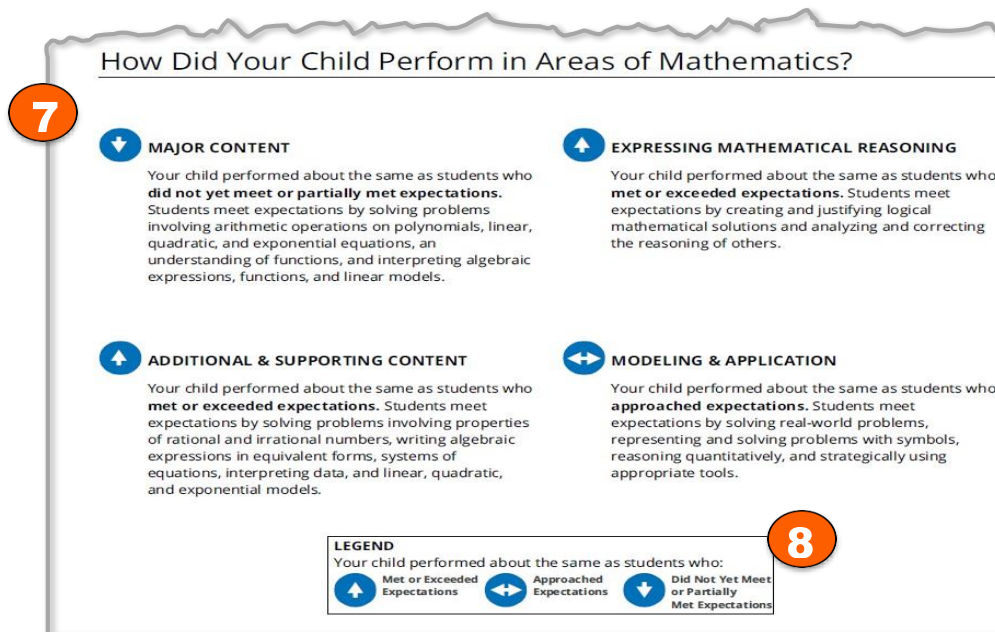 How Did Your Child Perform in Areas of Mathematics?
7
MAJOR CONTENT
Your child performed about the same as students who
did not yet meet or partially met expectations.
Students meet expectations by solving problems
involving arithmetic operations on polynomials, linear,
quadratic, and exponential equations, an
understanding of functions, and interpreting algebraic
expressions, functions, and linear models.
EXPRESSING MATHEMATICAL REASONING
Your child performed about the same as students who
met or exceeded expectations. Students meet
expectations by creating and justifying logical
mathematical solutions and analyzing and correcting
the reasoning of others.
ADDITIONAL & SUPPORTING CONTENT
Your child performed about the same as students who
met or exceeded expectations. Students meet
expectations by solving problems involving properties
of rational and irrational numbers, writing algebraic
expressions in equivalent forms, systems of
equations, interpreting data, and linear, quadratic,
and exponential models.
MODELING & APPLICATION
Your child performed about the same as students who
approached expectations. Students meet
expectations by solving real-world problems,
representing and solving problems with symbols,
reasoning quantitatively, and strategically using
appropriate tools.
8
LEGEND
Your child performed about the same as students who:
Met or Exceeded
Expectations
Approached
Expectations
Did Not Yet Meet
or Partially
Met Expectations